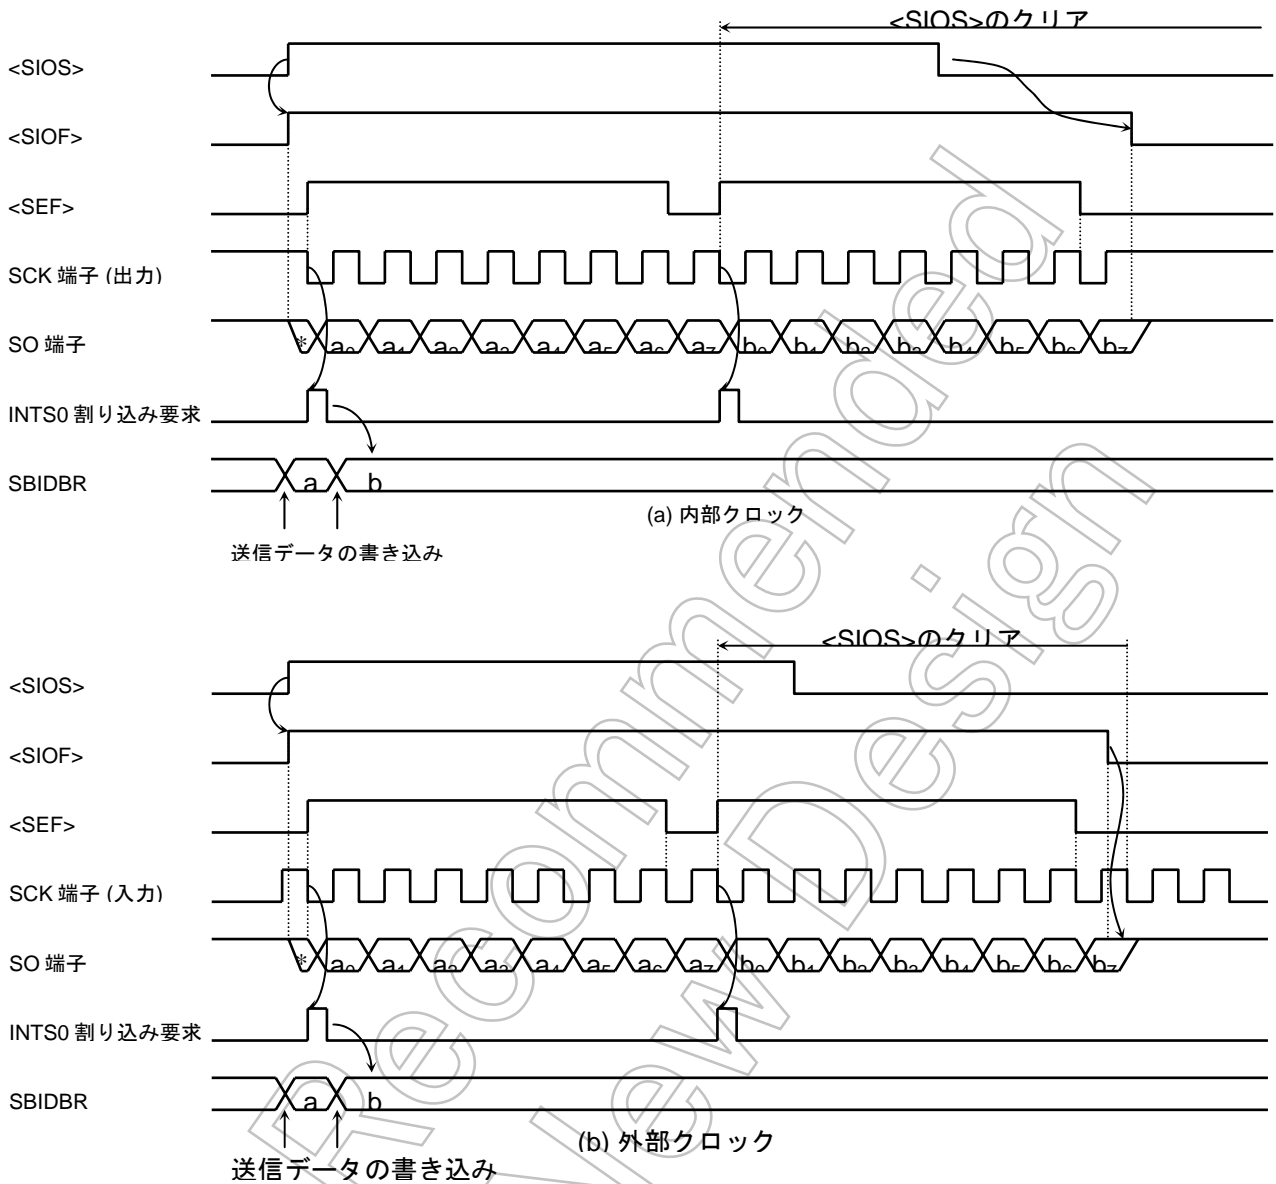 <SIOS>のクリア
<SIOS>
<SIOF>
<SEF>
SCK 端子 (出力)
SO 端子
* a0 a1 a2 a3 a4 a5 a6 a7 b0 b1 b2 b3 b4 b5 b6 b7
INTS0 割り込み要求
SBIDBR
a b
(a) 内部クロック
送信データの書き込み
<SIOS>のクリア
<SIOS>
<SIOF>
<SEF>
SCK 端子 (入力)
SO 端子
* a0 a1 a2 a3 a4 a5 a6 a7 b0 b1 b2 b3 b4 b5 b6 b7
INTS0 割り込み要求
SBIDBR
a b
(b) 外部クロック
送信データの書き込み
Recommended
New Design